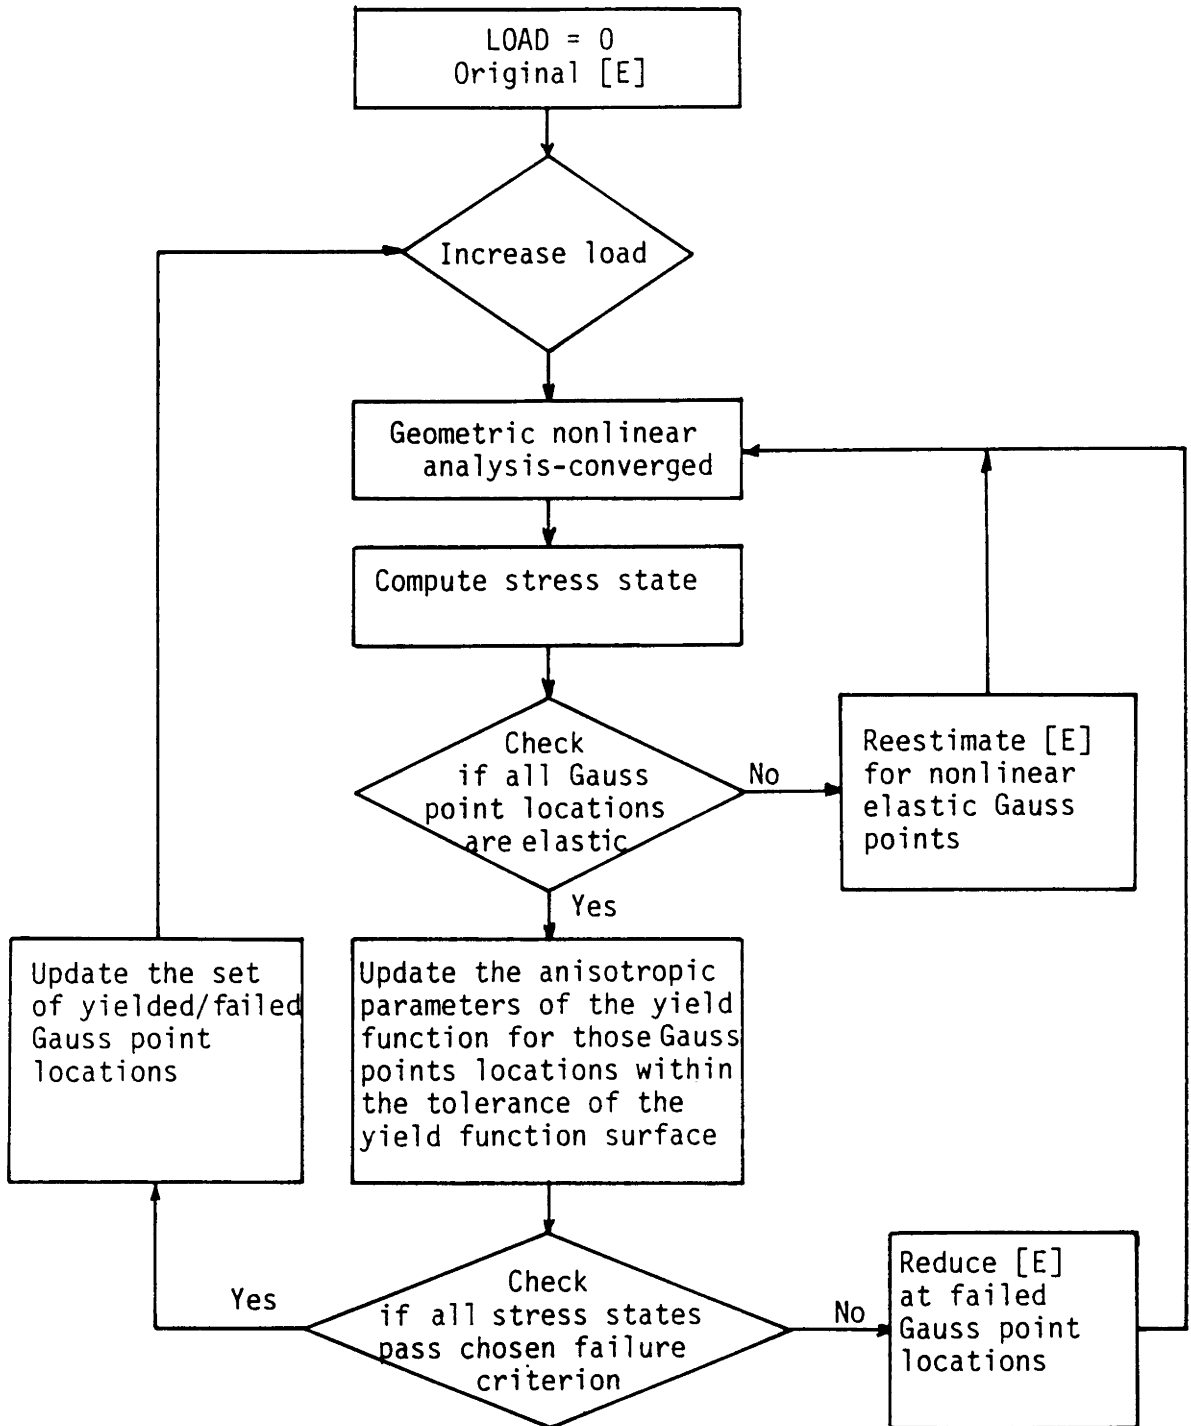 LOAD = 0
Original [E]
Increase load
Geometric nonlinear
analysis-converged
Compute stress state
Check
if all Gauss
point locations
are elastic
No
Reestimate [E]
for nonlinear
elastic Gauss
points
Yes
Update the set
of yielded/failed
Gauss point
locations
Update the anisotropic
parameters of the yield
function for those Gauss
points locations within
the tolerance of the
yield function surface
Check
if all stress states
pass chosen failure
criterion
Yes
No
Reduce [E]
at failed
Gauss point
locations